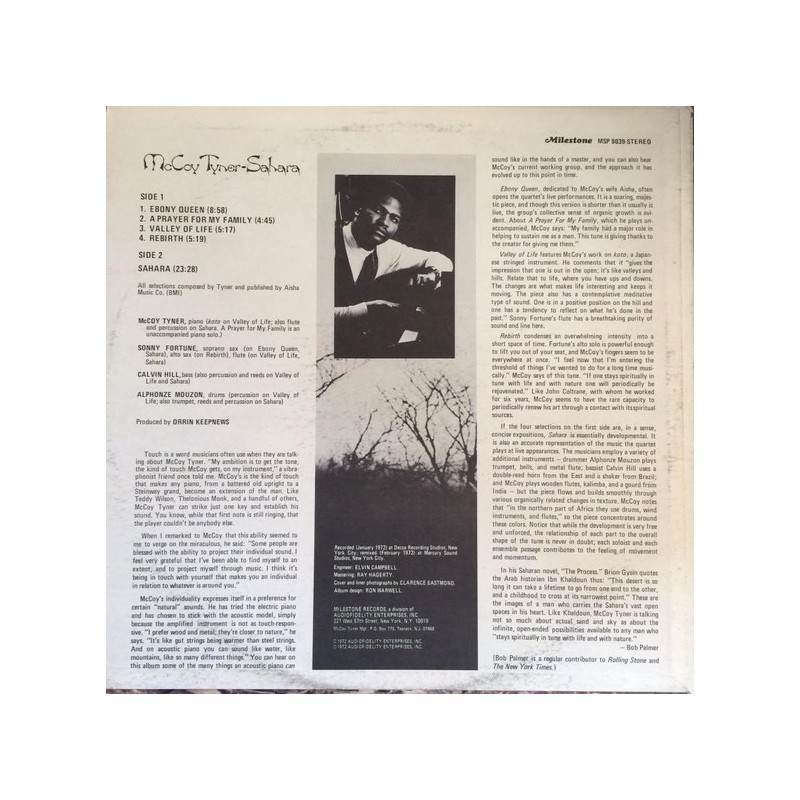 McCoy Tyner-Sahara
SIDE 1
1. EBONY QUEEN (8:58)
2. A PRAYER FOR MY FAMILY (4:45)
3. VALLEY OF LIFE (5:17)
4. REBIRTH (5:19)
SIDE 2
SAHARA (23:28)
All selections composed by Tyner and published by Aisha
Music Co. (BMI)
McCOY TYNER, piano (koto on Valley of Life; also flute
and percussion on Sahara. A Prayer for My Family is an
unaccompanied piano solo.)
SONNY FORTUNE, soprano sax (on Ebony Queen,
Sahara), alto sax (on Rebirth), flute (on Valley of Life,
Sahara)
CALVIN HILL, bass (also percussion and reeds on Valley of
Life and Sahara)
ALPHONZE MOUZON, drums (percussion on Valley of
Life; also trumpet, reeds and percussion on Sahara)
Produced by ORRIN KEEPNEWS
Touch is a word musicians often use when they are talk-
ing about McCoy Tyner. "My ambition is to get the tone,
the kind of touch McCoy gets, on my instrument," a vibra-
phonist friend once told me. McCoy's is the kind of touch
that makes any piano, from a battered old upright to a
Steinway grand, become an extension of the man. Like
Teddy Wilson, Thelonious Monk, and a handful of others,
McCoy Tyner can strike just one key and establish his
sound. You know, while that first note is still ringing, that
the player couldn't be anybody else.
When I remarked to McCoy that this ability seemed to
me to verge on the miraculous, he said: "Some people are
blessed with the ability to project their individual sound. I
feel very grateful that I've been able to find myself to an
extent, and to project myself through music. I think it's
being in touch with yourself that makes you an individual
in relation to whatever is around you."
McCoy's individuality expresses itself in a preference for
certain "natural" sounds. He has tried the electric piano
and has chosen to stick with the acoustic model, simply
because the amplified instrument is not as touch-respon-
sive. "I prefer wood and metal; they're closer to nature," he
says. "It's like gut strings being warmer than steel strings.
And on acoustic piano you can sound like water, like
mountains, like so many different things." You can hear on
this album some of the many things an acoustic piano can
Recorded (January 1972) at Decca Recording Studios, New
York City; remixed (February 1972) at Mercury Sound
Studios, New York City.
Engineer: ELVIN CAMPBELL.
Mastering: RAY HAGERTY.
Cover and liner photographs by CLARENCE EASTMOND.
Album design: RON WARWELL.
MILESTONE RECORDS, a division of
AUDIOFIDELITY ENTERPRISES, INC.
221 West 57th Street, New York, N.Y. 10019
McCoy Tyner Mgt. P.O. Box 775, Teaneck, N.J.
℗ 1972 AUDIOFIDELITY ENTERPRISES, INC.
© 1972 AUDIOFIDELITY ENTERPRISES, INC.
Milestone MSP 9039-STEREO
sound like in the hands of a master, and you can also hear
McCoy's current working group, and the approach it has
evolved up to this point in time.
Ebony Queen, dedicated to McCoy's wife Aisha, often
opens the quartet's live performances. It is a soaring, majes-
tic piece, and though this version is shorter than it usually is
live, the group's collective sense of organic growth is evi-
dent. About A Prayer For My Family, which he plays un-
accompanied, McCoy says: "My family had a major role in
helping to sustain me as a man. This tune is giving thanks to
the creator for giving me them."
Valley of Life features McCoy's work on koto, a Japan-
ese stringed instrument. He comments that it "gives the
impression that one is out in the open; it's like valleys and
hills. Relate that to life, where you have ups and downs.
The changes are what makes life interesting and keeps it
moving. The piece also has a contemplative meditative
type of sound. One is in a positive position on the hill and
one has a tendency to reflect on what he's done in the
past." Sonny Fortune's flute has a breathtaking purity of
sound and line here.
Rebirth condenses an overwhelming intensity into a
short space of time. Fortune's alto solo is powerful enough
to lift you out of your seat, and McCoy's fingers seem to be
everywhere at once. "I feel now that I'm entering the
threshold of things I've wanted to do for a long time musi-
cally." McCoy says of this tune. "If one stays spiritually in
tune with life and with nature one will periodically be
rejuvenated." Like John Coltrane, with whom he worked
for six years, McCoy seems to have the rare capacity to
periodically renew his art through a contact with itsspiritual
sources.
If the four selections on the first side are, in a sense,
concise expositions, Sahara is essentially developmental. It
is also an accurate representation of the music the quartet
plays at live appearances. The musicians employ a variety of
additional instruments – drummer Alphonze Mouzon plays
trumpet, bells, and metal flute; bassist Calvin Hill uses a
double-reed horn from the East and a shaker from Brazil;
and McCoy plays wooden flutes, kalimba, and a gourd from
India – but the piece flows and builds smoothly through
various organically related changes in texture. McCoy notes
that "in the northern part of Africa they use drums, wind
instruments, and flutes," so the piece concentrates around
these colors. Notice that while the development is very free
and unforced, the relationship of each part to the overall
shape of the tune is never in doubt; each soloist and each
ensemble passage contributes to the feeling of movement
and momentum.
In his Saharan novel, "The Process," Brion Gysin quotes
the Arab historian Ibn Khaldoun thus: "This desert is so
long it can take a lifetime to go from one end to the other,
and a childhood to cross at its narrowest point." These are
the images of a man who carries the Sahara's vast open
spaces in him. Like Khaldoun, McCoy Tyner is talking
not so much about actual sand and sky as about the
infinite, open-ended possibilities available to any man who
"stays spiritually in tune with life and with nature."
– Bob Palmer
(Bob Palmer is a regular contributor to Rolling Stone and
The New York Times.)